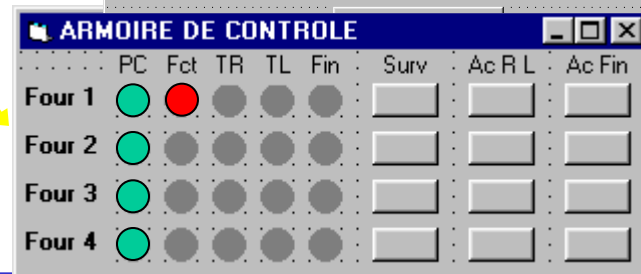 ARMOIRE DE CONTROLE
PC Fct TR TL Fin Surv Ac R L Ac Fin
Four 1
Four 2
Four 3
Four 4